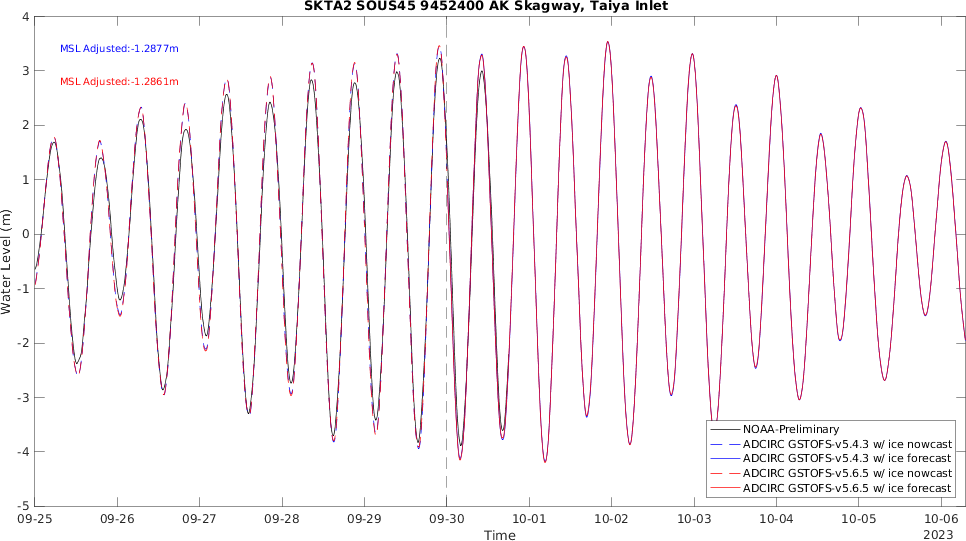 SKTA2 SOUS45 9452400 AK Skagway, Taiya Inlet
MSL Adjusted:-1.2877m
MSL Adjusted:-1.2861m
Water Level (m)
4
3
2
1
0
-1
-2
-3
-4
-5
NOAA-Preliminary
ADCIRC GSTOFS-v5.4.3 w/ ice nowcast
ADCIRC GSTOFS-v5.4.3 w/ ice forecast
ADCIRC GSTOFS-v5.6.5 w/ ice nowcast
ADCIRC GSTOFS-v5.6.5 w/ ice forecast
09-25 09-26 09-27 09-28 09-29 09-30 10-01 10-02 10-03 10-04 10-05 10-06
2023
Time